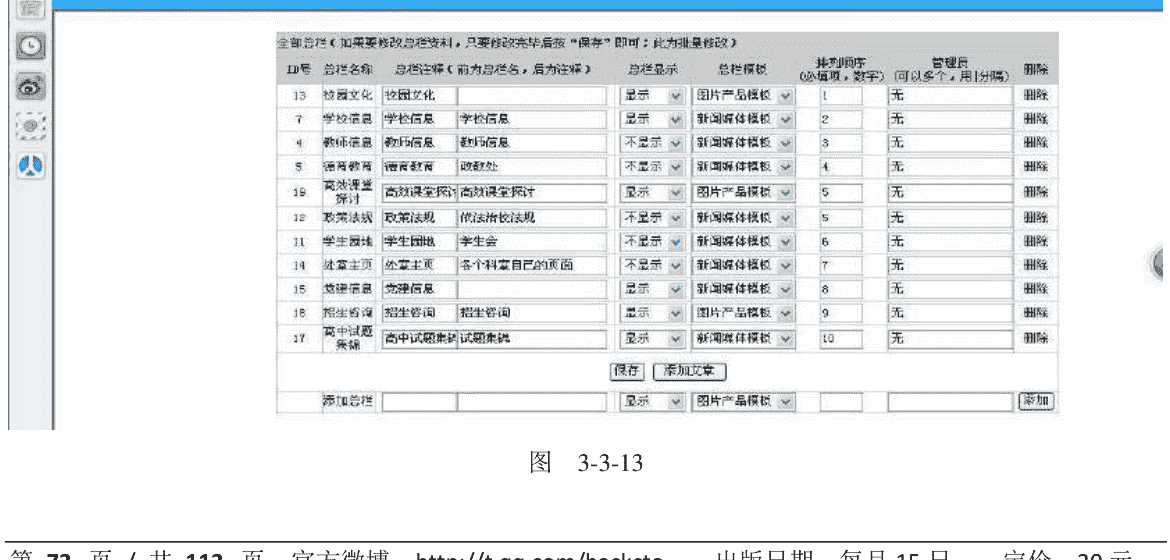 全部总栏（如果要修改总栏资料，只要修改完毕后按“保存”即可；此为批量修改）
ID号 总栏名称 总栏注释（前为总栏名，后为注释） 总栏显示 总栏模板 排列顺序 (必填项，数字) 管理员 (可以多个，用|分隔) 删除
13 校园文化 校园文化 显示 图片产品模板 1 无 删除
7 学校信息 学校信息 学校信息 显示 新闻媒体模板 2 无 删除
4 教师信息 教师信息 教师信息 不显示 新闻媒体模板 3 无 删除
5 德育教育 德育教育 政教处 不显示 新闻媒体模板 4 无 删除
19 高效课堂探讨 高效课堂探讨 高效课堂探讨 显示 图片产品模板 5 无 删除
12 政策法规 政策法规 依法治校法规 不显示 新闻媒体模板 5 无 删除
11 学生园地 学生园地 学生会 不显示 新闻媒体模板 6 无 删除
14 处室主页 处室主页 各个科室自己的页面 不显示 新闻媒体模板 7 无 删除
15 党建信息 党建信息 显示 新闻媒体模板 8 无 删除
18 招生咨询 招生咨询 招生咨询 显示 图片产品模板 9 无 删除
17 高中试题集锦 高中试题集锦 试题集锦 显示 新闻媒体模板 10 无 删除
保存 添加文章
添加总栏 显示 图片产品模板 添加
图 3-3-13